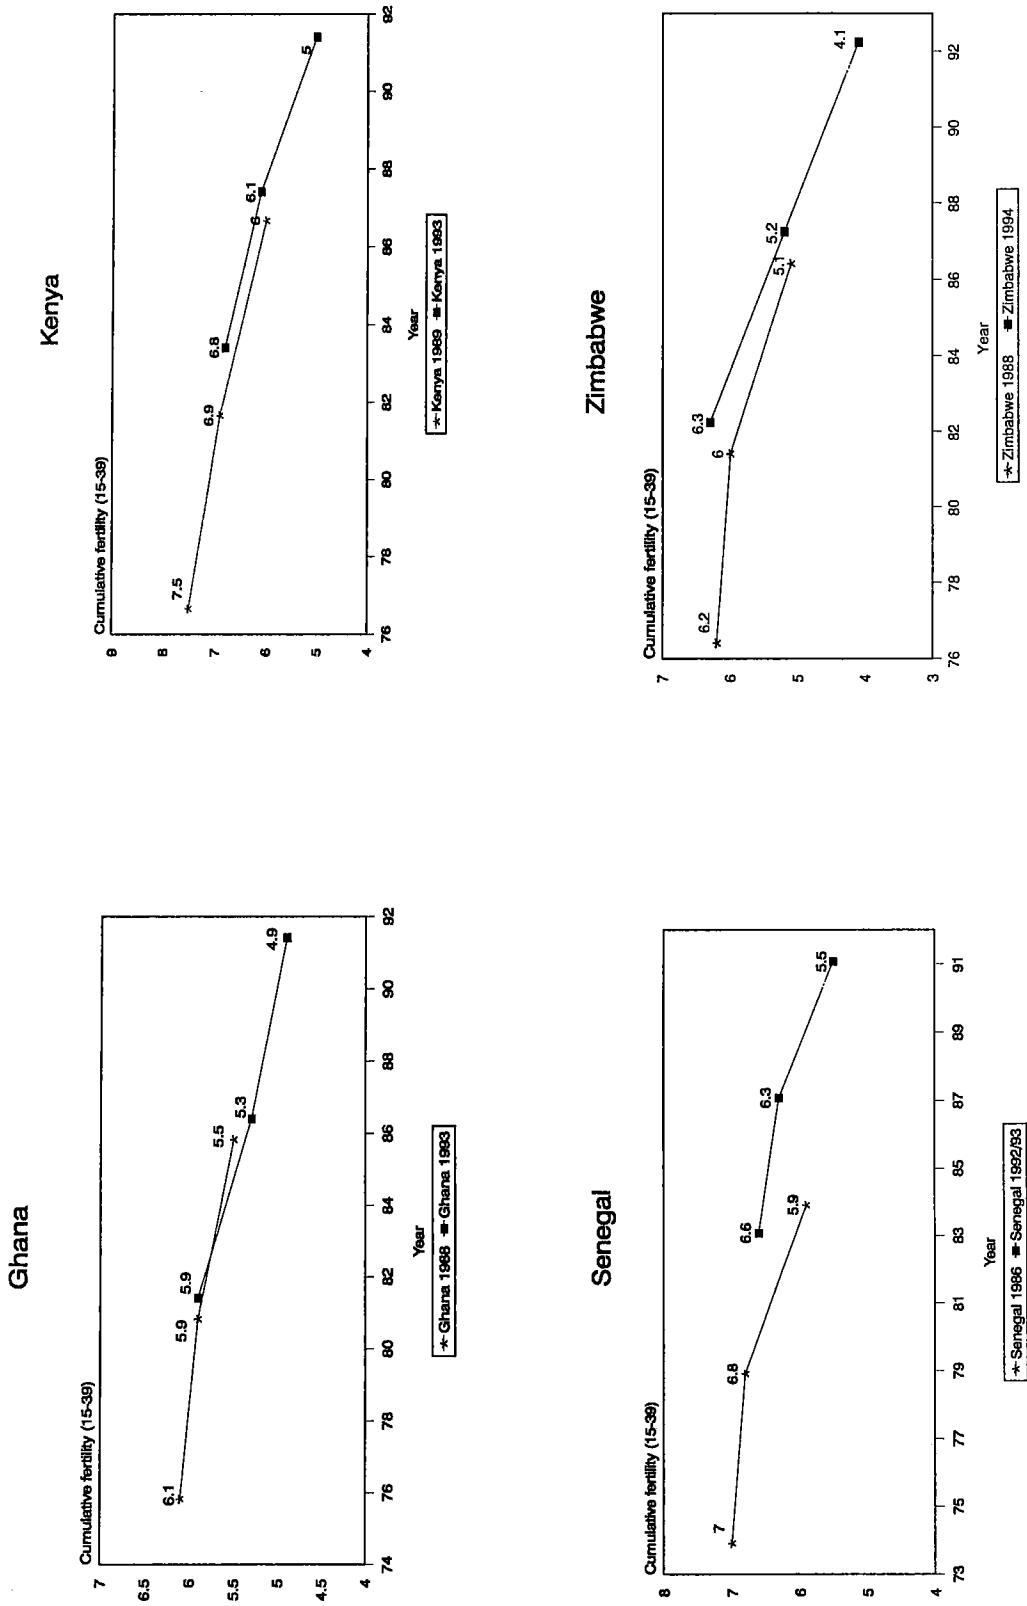 Ghana
Cumulative fertility (15-39)
7
6.5
6
5.5
5
4.5
4
6.1
5.9
5.9
5.5
5.3
4.9
74 76 78 80 82 84 86 88 90 92
Year
Ghana 1988 Ghana 1993
Kenya
Cumulative fertility (15-39)
9
8
7
6
5
4
7.5
6.9
6.8
6
6.1
5
76 78 80 82 84 86 88 90 92
Year
Kenya 1989 Kenya 1993
Senegal
Cumulative fertility (15-39)
8
7
6
5
4
7
6.8
6.6
5.9
6.3
5.5
73 75 77 79 81 83 85 87 89 91
Year
Senegal 1986 Senegal 1992/93
Zimbabwe
Cumulative fertility (15-39)
7
6
5
4
3
6.2
6
6.3
5.1
5.2
4.1
76 78 80 82 84 86 88 90 92
Year
Zimbabwe 1988 Zimbabwe 1994